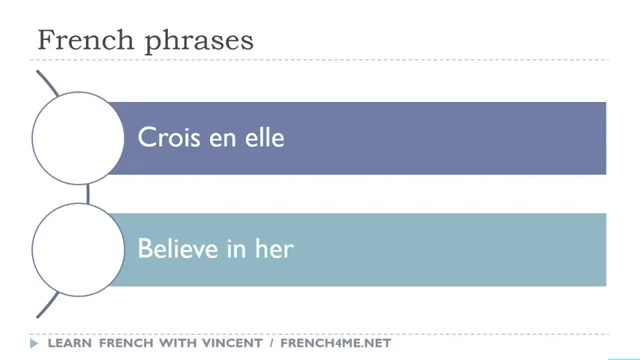 French phrases
Crois en elle
Believe in her
LEARN FRENCH WITH VINCENT / FRENCH4ME.NET